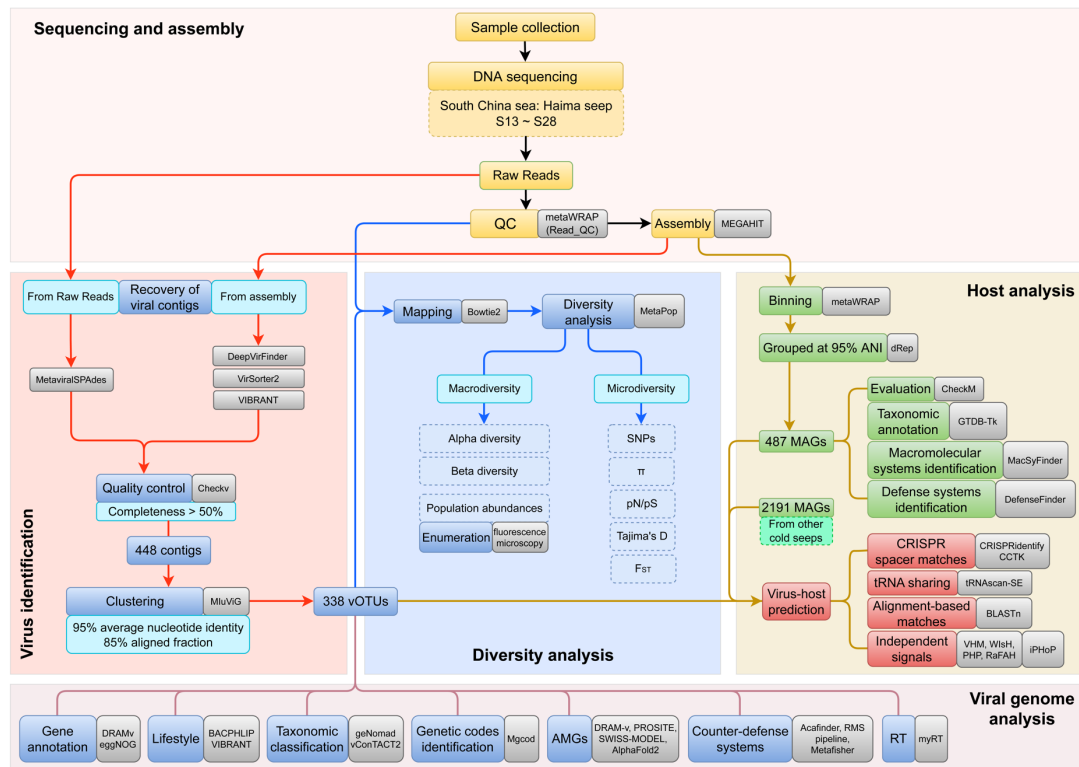 Sequencing and assembly
Sample collection
DNA sequencing
South China sea: Haima seep
S13 ~ S28
Raw Reads
QC
metaWRAP
(Read_QC)
Assembly
MEGAHIT
Virus identification
From Raw Reads
Recovery of
viral contigs
From assembly
MetaviralSPAdes
DeepVirFinder
VirSorter2
VIBRANT
Quality control
Checkv
Completeness > 50%
448 contigs
Clustering
MIuViG
95% average nucleotide identity
85% aligned fraction
338 vOTUs
Mapping
Bowtie2
Diversity
analysis
MetaPop
Macrodiversity
Microdiversity
Alpha diversity
Beta diversity
Population abundances
Enumeration
fluorescence
microscopy
SNPs
π
pN/pS
Tajima's D
FST
Diversity analysis
Host analysis
Binning
metaWRAP
Grouped at 95% ANI
dRep
487 MAGs
2191 MAGs
From other
cold seeps
Evaluation
CheckM
Taxonomic
annotation
GTDB-Tk
Macromolecular
systems identification
MacSyFinder
Defense systems
identification
DefenseFinder
Virus-host
prediction
CRISPR
spacer matches
CRISPRidentify
CCTK
tRNA sharing
tRNAscan-SE
Alignment-based
matches
BLASTn
Independent
signals
VHM, WIsH,
PHP, RaFAH
iPHoP
Viral genome
analysis
Gene
annotation
DRAMv
eggNOG
Lifestyle
BACPHLIP
VIBRANT
Taxonomic
classification
geNomad
vConTACT2
Genetic codes
identification
Mgcod
AMGs
DRAM-v, PROSITE,
SWISS-MODEL,
AlphaFold2
Counter-defense
systems
Acafinder, RMS
pipeline,
Metafisher
RT
myRT